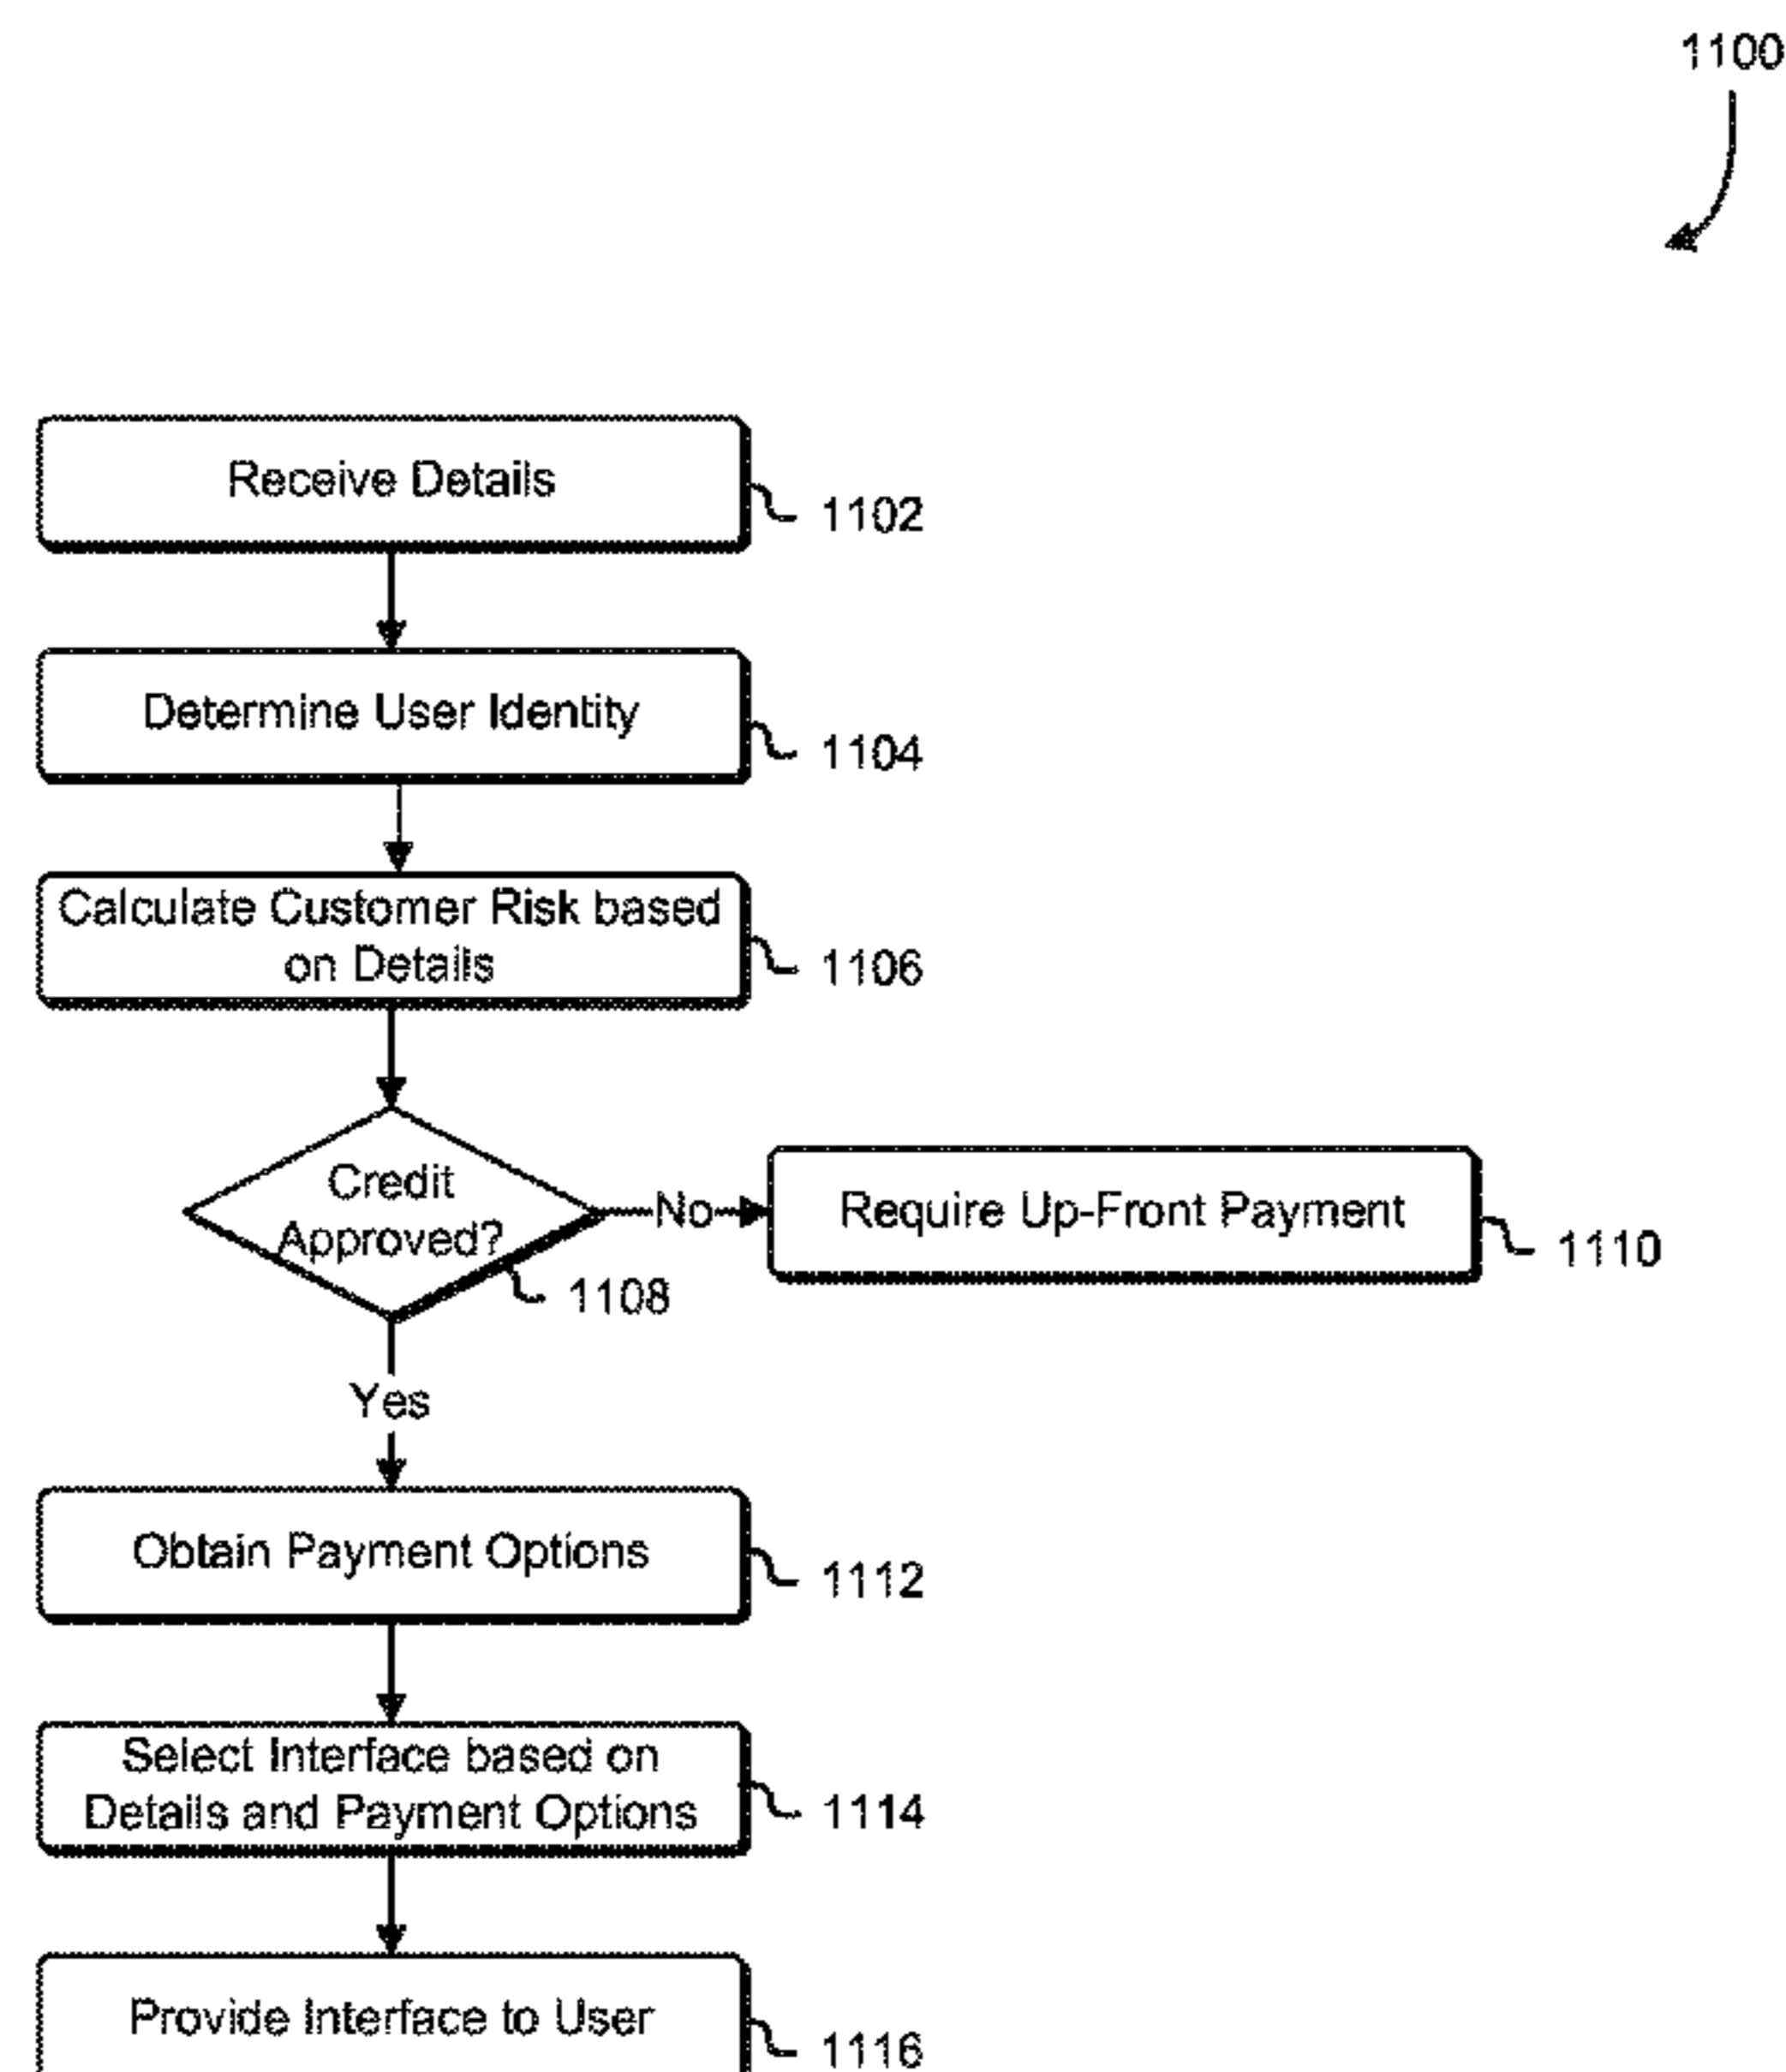 1100
Receive Details
1102
Determine User Identity
1104
Calculate Customer Risk based
on Details
1106
Credit
Approved?
1108
No
Require Up-Front Payment
1110
Yes
Obtain Payment Options
1112
Select Interface based on
Details and Payment Options
1114
Provide Interface to User
1116